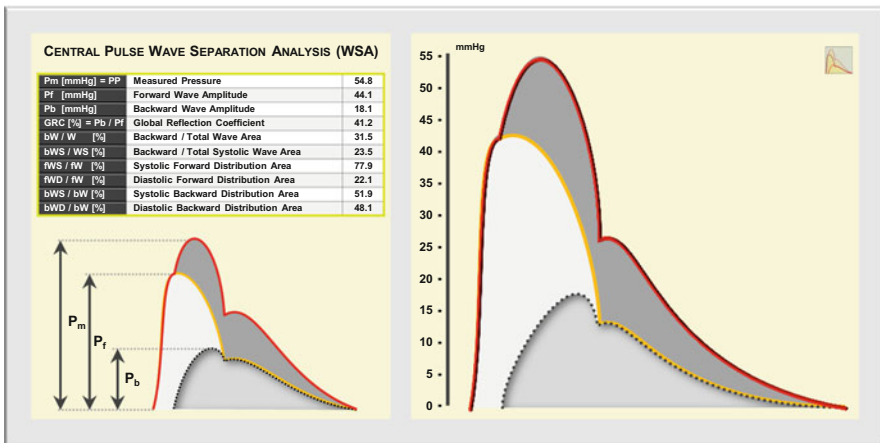 CENTRAL PULSE WAVE SEPARATION ANALYSIS (WSA)
Pm [mmHg] = PP Measured Pressure 54.8
Pf [mmHg] Forward Wave Amplitude 44.1
Pb [mmHg] Backward Wave Amplitude 18.1
GRC [%] = Pb / Pf Global Reflection Coefficient 41.2
bW / W [%] Backward / Total Wave Area 31.5
bWS / WS [%] Backward / Total Systolic Wave Area 23.5
fWS / fW [%] Systolic Forward Distribution Area 77.9
fWD / fW [%] Diastolic Forward Distribution Area 22.1
bWS / bW [%] Systolic Backward Distribution Area 51.9
bWD / bW [%] Diastolic Backward Distribution Area 48.1
Pm
Pf
Pb
mmHg
55
50
45
40
35
30
25
20
15
10
5
0